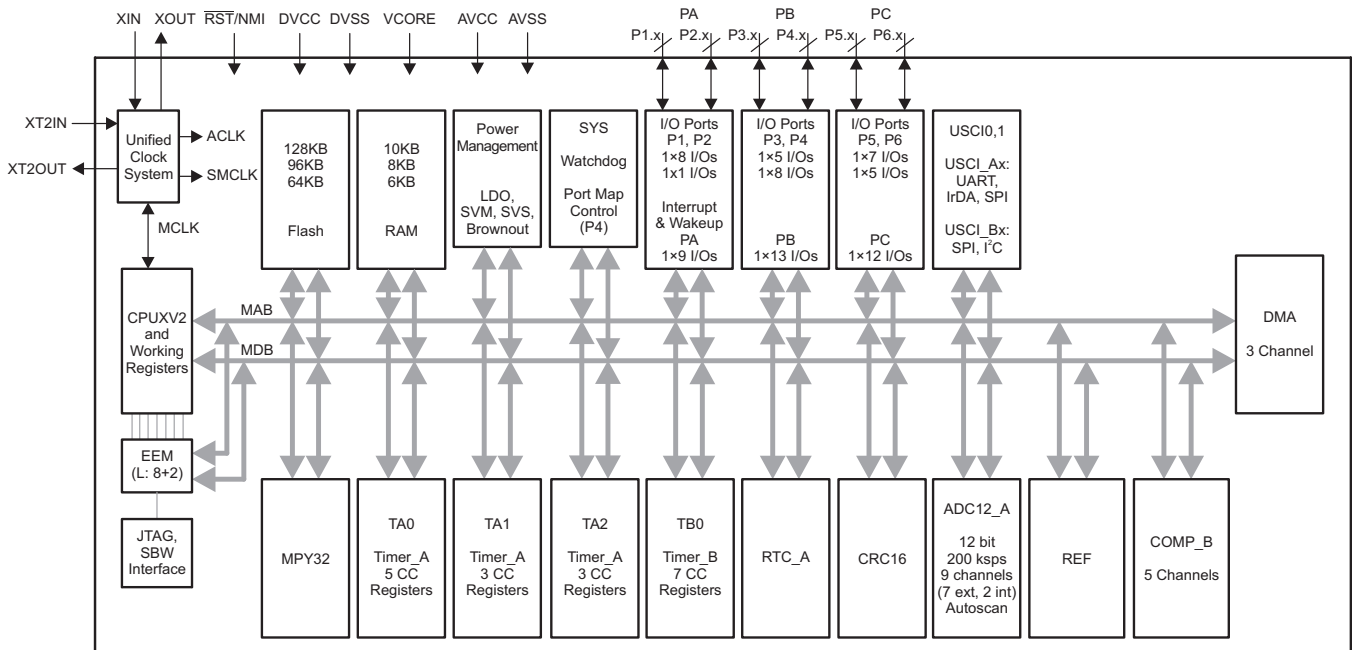 XIN XOUT RST/NMI DVCC DVSS VCORE AVCC AVSS
PA
P1.x P2.x
PB
P3.x P4.x
PC
P5.x P6.x
XT2IN
XT2OUT
Unified
Clock
System
ACLK
SMCLK
MCLK
128KB
96KB
64KB
Flash
10KB
8KB
6KB
RAM
Power
Management
LDO,
SVM, SVS,
Brownout
SYS
Watchdog
Port Map
Control
(P4)
I/O Ports
P1, P2
1×8 I/Os
1x1 I/Os
Interrupt
& Wakeup
PA
1×9 I/Os
I/O Ports
P3, P4
1×5 I/Os
1×8 I/Os
PB
1×13 I/Os
I/O Ports
P5, P6
1×7 I/Os
1×5 I/Os
PC
1×12 I/Os
USCI0,1
USCI_Ax:
UART,
IrDA, SPI
USCI_Bx:
SPI, I²C
CPUXV2
and
Working
Registers
MAB
MDB
DMA
3 Channel
EEM
(L: 8+2)
JTAG,
SBW
Interface
MPY32
TA0
Timer_A
5 CC
Registers
TA1
Timer_A
3 CC
Registers
TA2
Timer_A
3 CC
Registers
TB0
Timer_B
7 CC
Registers
RTC_A
CRC16
ADC12_A
12 bit
200 ksps
9 channels
(7 ext, 2 int)
Autoscan
REF
COMP_B
5 Channels